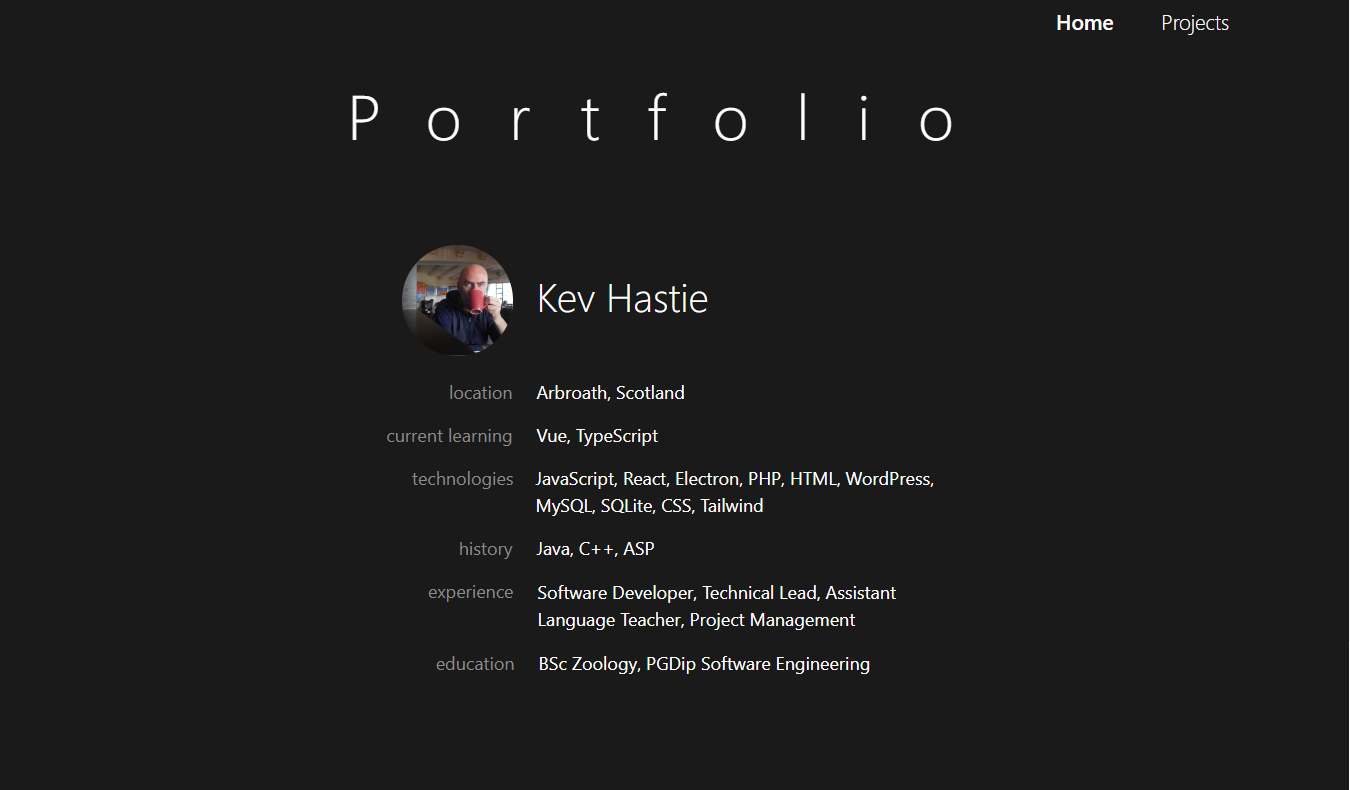 Home Projects
Portfolio
Kev Hastie
location Arbroath, Scotland
current learning Vue, TypeScript
technologies JavaScript, React, Electron, PHP, HTML, WordPress,
MySQL, SQLite, CSS, Tailwind
history Java, C++, ASP
experience Software Developer, Technical Lead, Assistant
Language Teacher, Project Management
education BSc Zoology, PGDip Software Engineering